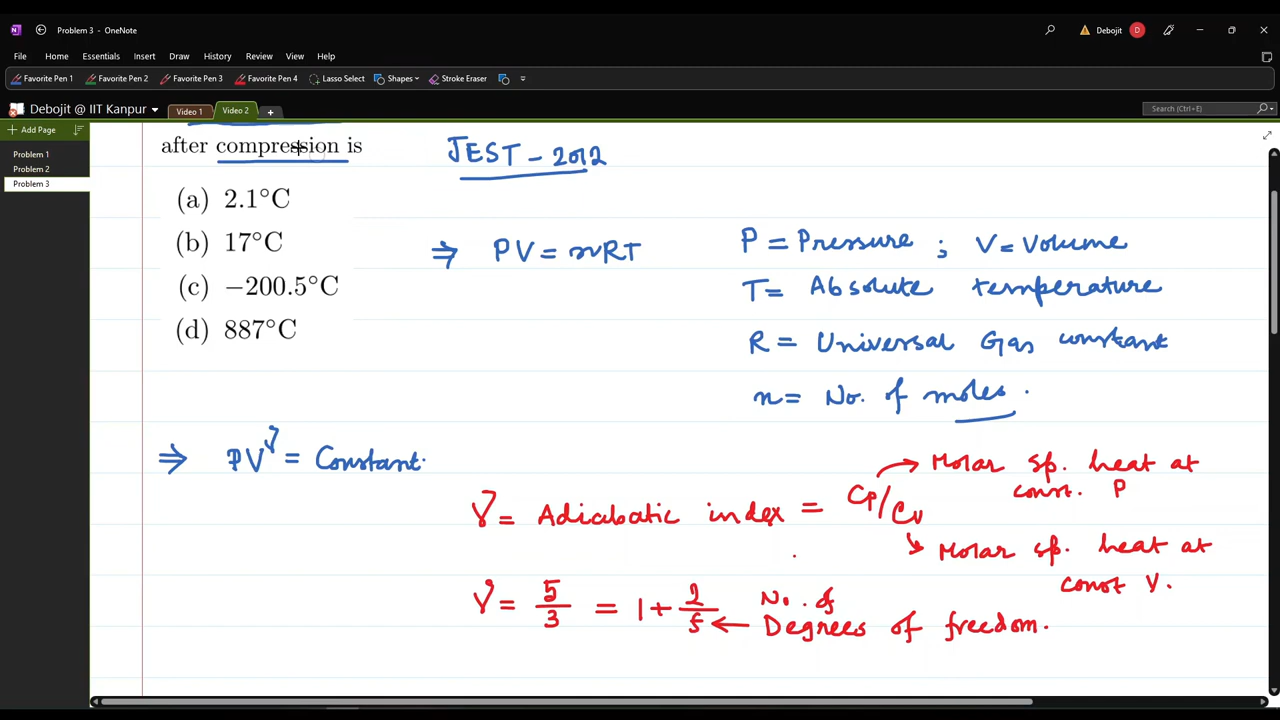 Problem 3 - OneNote
Debojit D
File Home Essentials Insert Draw History Review View Help
Favorite Pen 1 Favorite Pen 2 Favorite Pen 3 Favorite Pen 4 Lasso Select Shapes Stroke Eraser
Debojit @ IIT Kanpur Video 1 Video 2 Search (Ctrl+E)
Add Page
Problem 1
Problem 2
Problem 3
after compression is
JEST - 2012
(a) 2.1°C
(b) 17°C
(c) −200.5°C
(d) 887°C
⇒ PV = nRT
P = Pressure ; V = Volume
T = Absolute temperature
R = Universal Gas constant
n = No. of moles.
⇒ PV^γ = Constant.
γ = Adiabatic index = Cp/Cv
→ Molar sp. heat at
const. P
→ Molar sp. heat at
const V.
γ = 5/3 = 1 + 2/f ← No. of
Degrees of freedom.